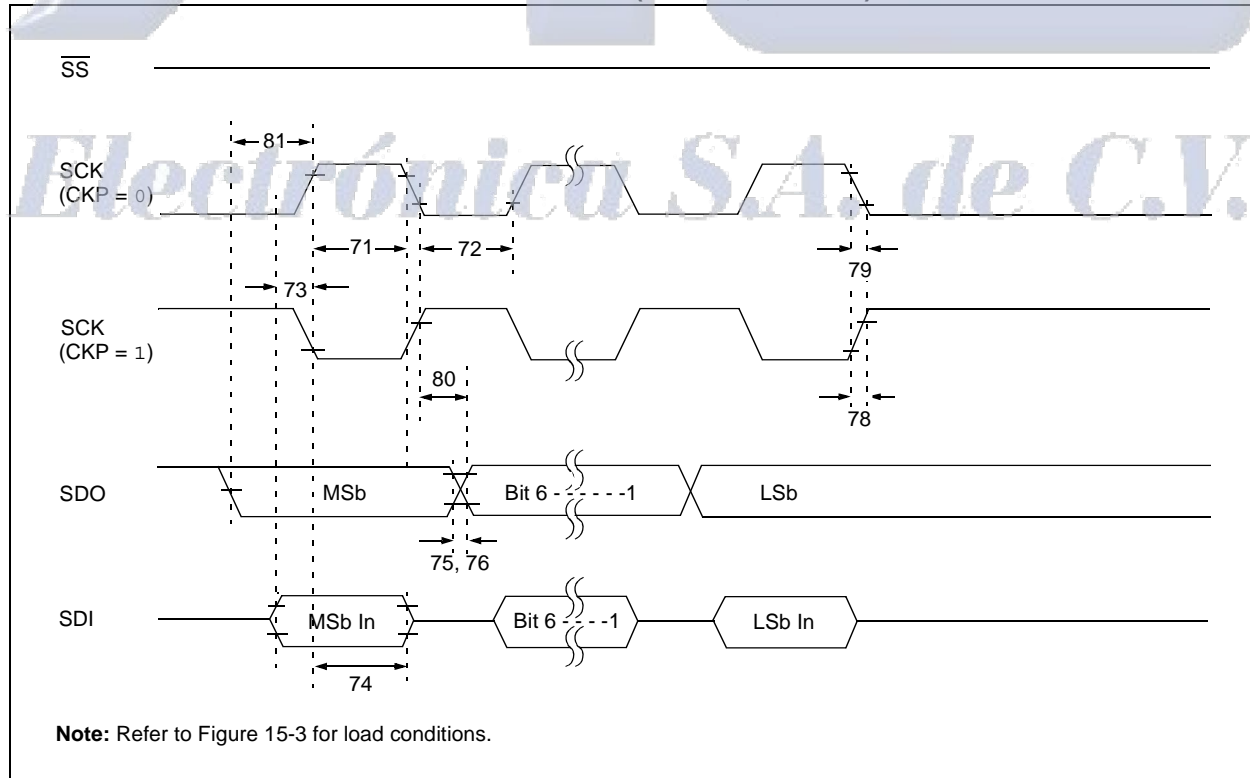 SS
Electrónica S.A. de C.V.
81
SCK
(CKP = 0)
71
72
79
73
SCK
(CKP = 1)
80
78
SDO
MSb
Bit 6 - - - - - -1
LSb
75, 76
SDI
MSb In
Bit 6 - - - - -1
LSb In
74
Note: Refer to Figure 15-3 for load conditions.